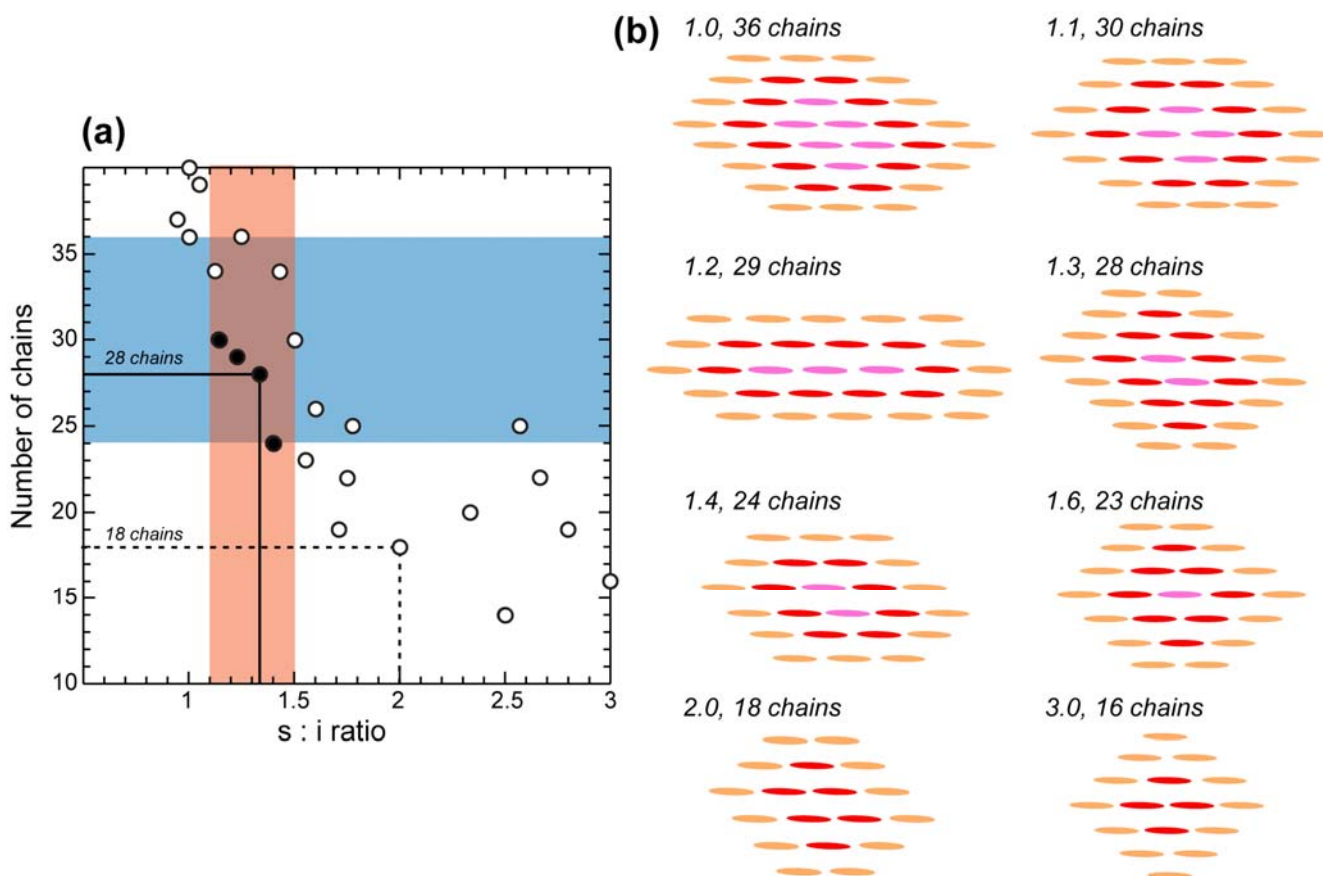 (a)
Number of chains
35
30
25
20
15
10
28 chains
18 chains
1
1.5
2
2.5
3
s : i ratio
(b)
1.0, 36 chains
1.1, 30 chains
1.2, 29 chains
1.3, 28 chains
1.4, 24 chains
1.6, 23 chains
2.0, 18 chains
3.0, 16 chains